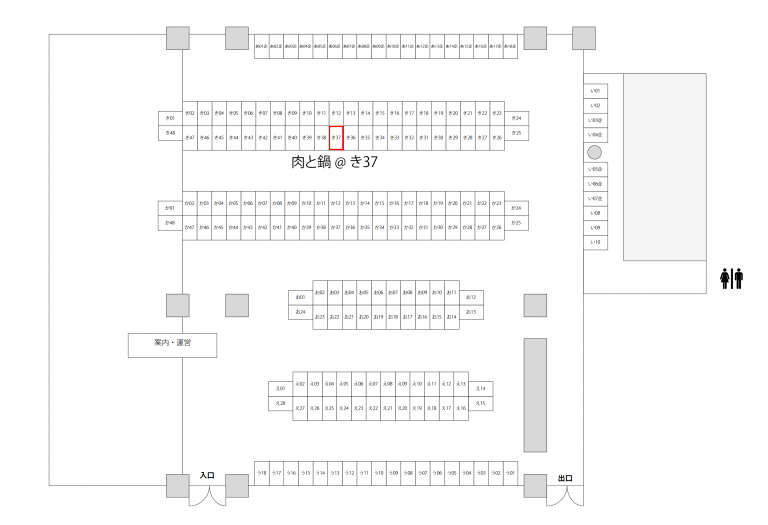 あ01企 あ02企 あ03企 あ04企 あ05企 あ06企 あ07企 あ08企 あ09企 あ10企 あ11企 あ12企 あ13企 あ14企 あ15企 あ16企 あ17企 あ18企
い01
い02
い03企
い04企
い05企
い06企
い07企
い08
い09
い10
き01 き02 き03 き04 き05 き06 き07 き08 き09 き10 き11 き12 き13 き14 き15 き16 き17 き18 き19 き20 き21 き22 き23 き24
き48 き47 き46 き45 き44 き43 き42 き41 き40 き39 き38 き37 き36 き35 き34 き33 き32 き31 き30 き29 き28 き27 き26 き25
肉と鍋 @ き37
か01 か02 か03 か04 か05 か06 か07 か08 か09 か10 か11 か12 か13 か14 か15 か16 か17 か18 か19 か20 か21 か22 か23 か24
か48 か47 か46 か45 か44 か43 か42 か41 か40 か39 か38 か37 か36 か35 か34 か33 か32 か31 か30 か29 か28 か27 か26 か25
お01 お02 お03 お04 お05 お06 お07 お08 お09 お10 お11 お12
お24 お23 お22 お21 お20 お19 お18 お17 お16 お15 お14 お13
案内・運営
え01 え02 え03 え04 え05 え06 え07 え08 え09 え10 え11 え12 え13 え14
え28 え27 え26 え25 え24 え23 え22 え21 え20 え19 え18 え17 え16 え15
う18 う17 う16 う15 う14 う13 う12 う11 う10 う09 う08 う07 う06 う05 う04 う03 う02 う01
入口
出口